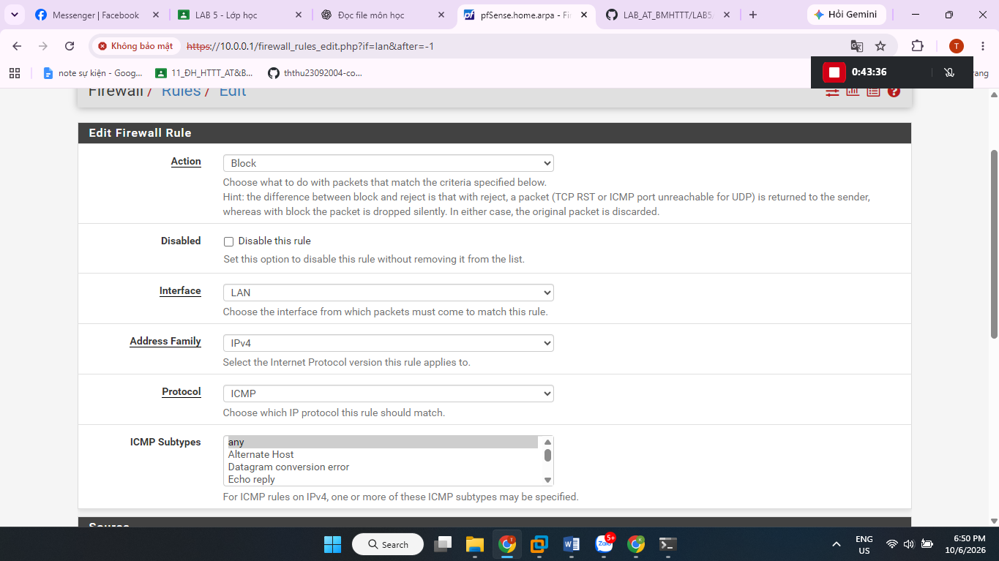 Messenger | Facebook
LAB 5 - Lớp học
Đọc file môn học
pfSense.home.arpa - Fi
LAB_AT_BMHTTT/LAB5
Hỏi Gemini
Không bảo mật
https://10.0.0.1/firewall_rules_edit.php?if=lan&after=-1
T
note sự kiện - Goog...
11_ĐH_HTTT_AT&B...
ththu23092004-co...
0:43:36
rang
Firewall / Rules / Edit
Edit Firewall Rule
Action
Block
Choose what to do with packets that match the criteria specified below.
Hint: the difference between block and reject is that with reject, a packet (TCP RST or ICMP port unreachable for UDP) is returned to the sender,
whereas with block the packet is dropped silently. In either case, the original packet is discarded.
Disabled
Disable this rule
Set this option to disable this rule without removing it from the list.
Interface
LAN
Choose the interface from which packets must come to match this rule.
Address Family
IPv4
Select the Internet Protocol version this rule applies to.
Protocol
ICMP
Choose which IP protocol this rule should match.
ICMP Subtypes
any
Alternate Host
Datagram conversion error
Echo reply
For ICMP rules on IPv4, one or more of these ICMP subtypes may be specified.
Source
Search
Zalo
5+
ENG
US
6:50 PM
10/6/2026